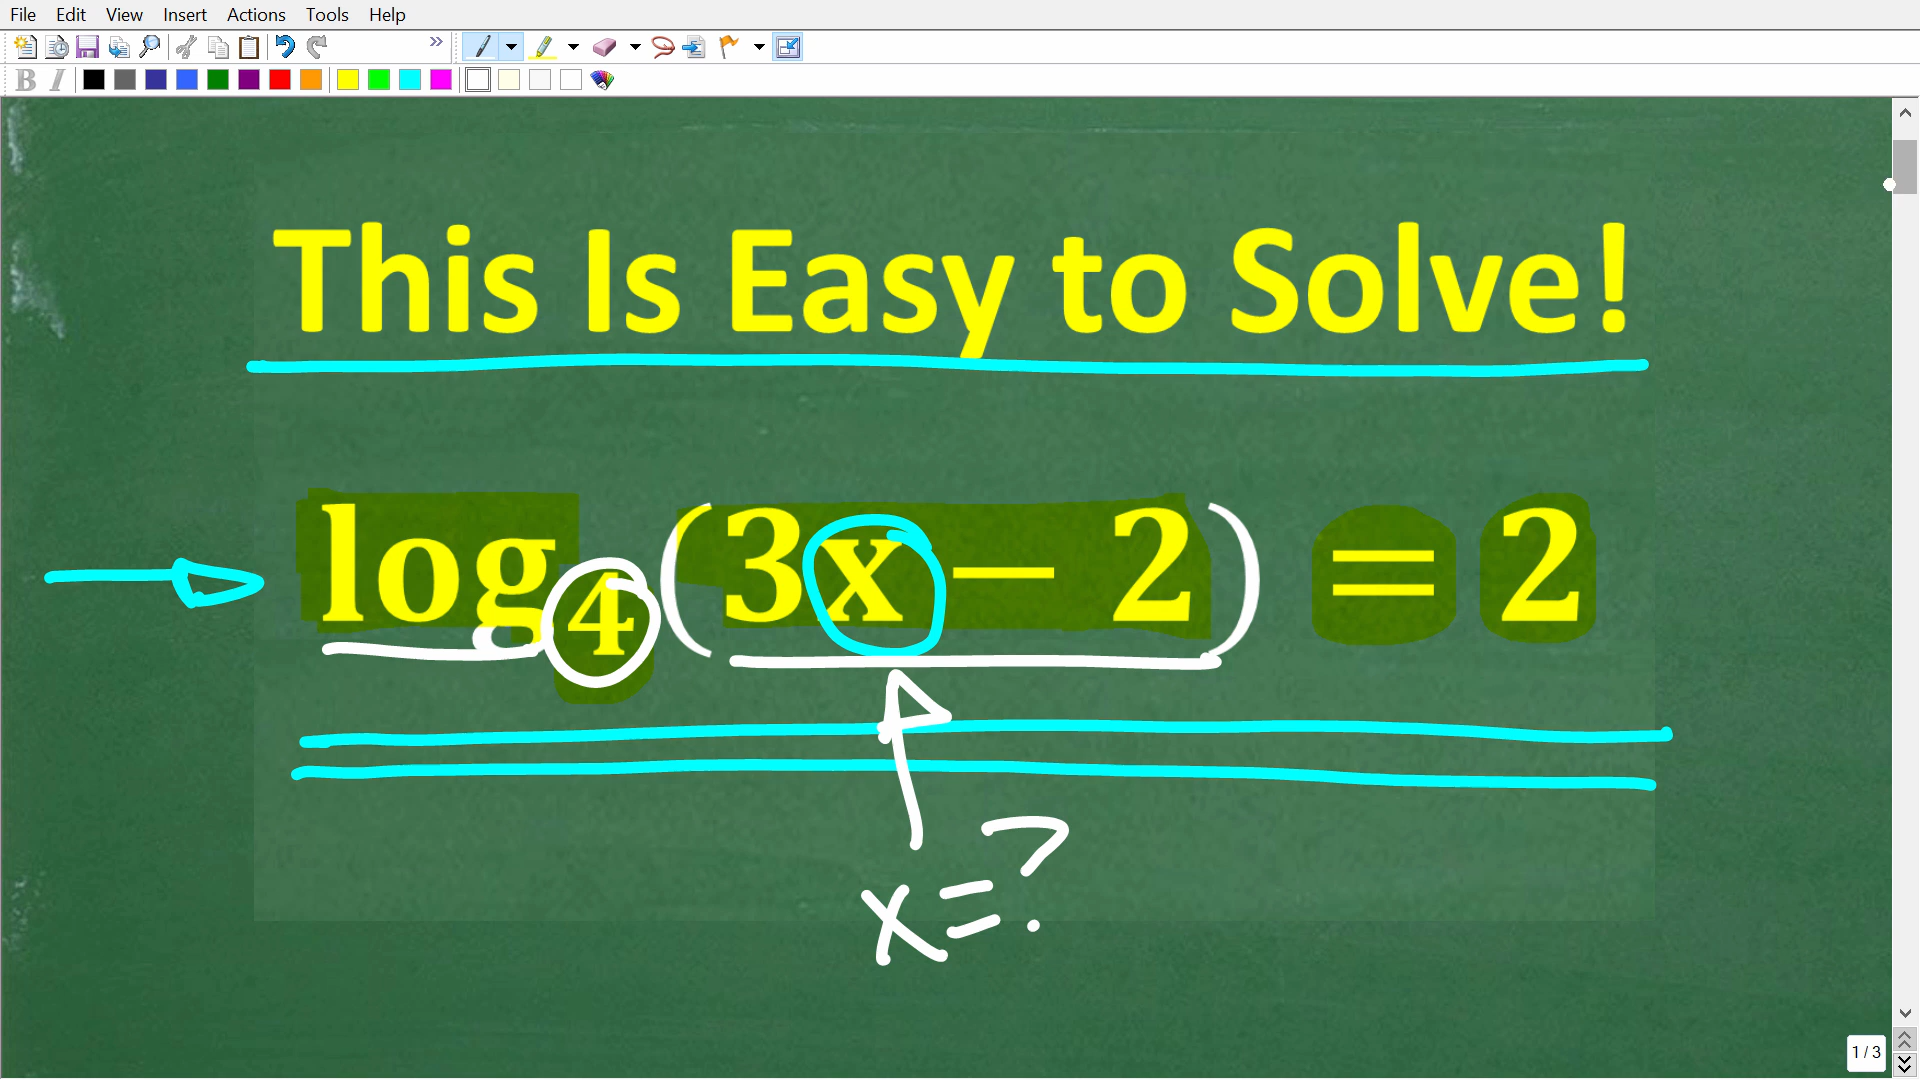 File Edit View Insert Actions Tools Help
B I
This Is Easy to Solve!
log₄(3x − 2) = 2
x=?
1 / 3